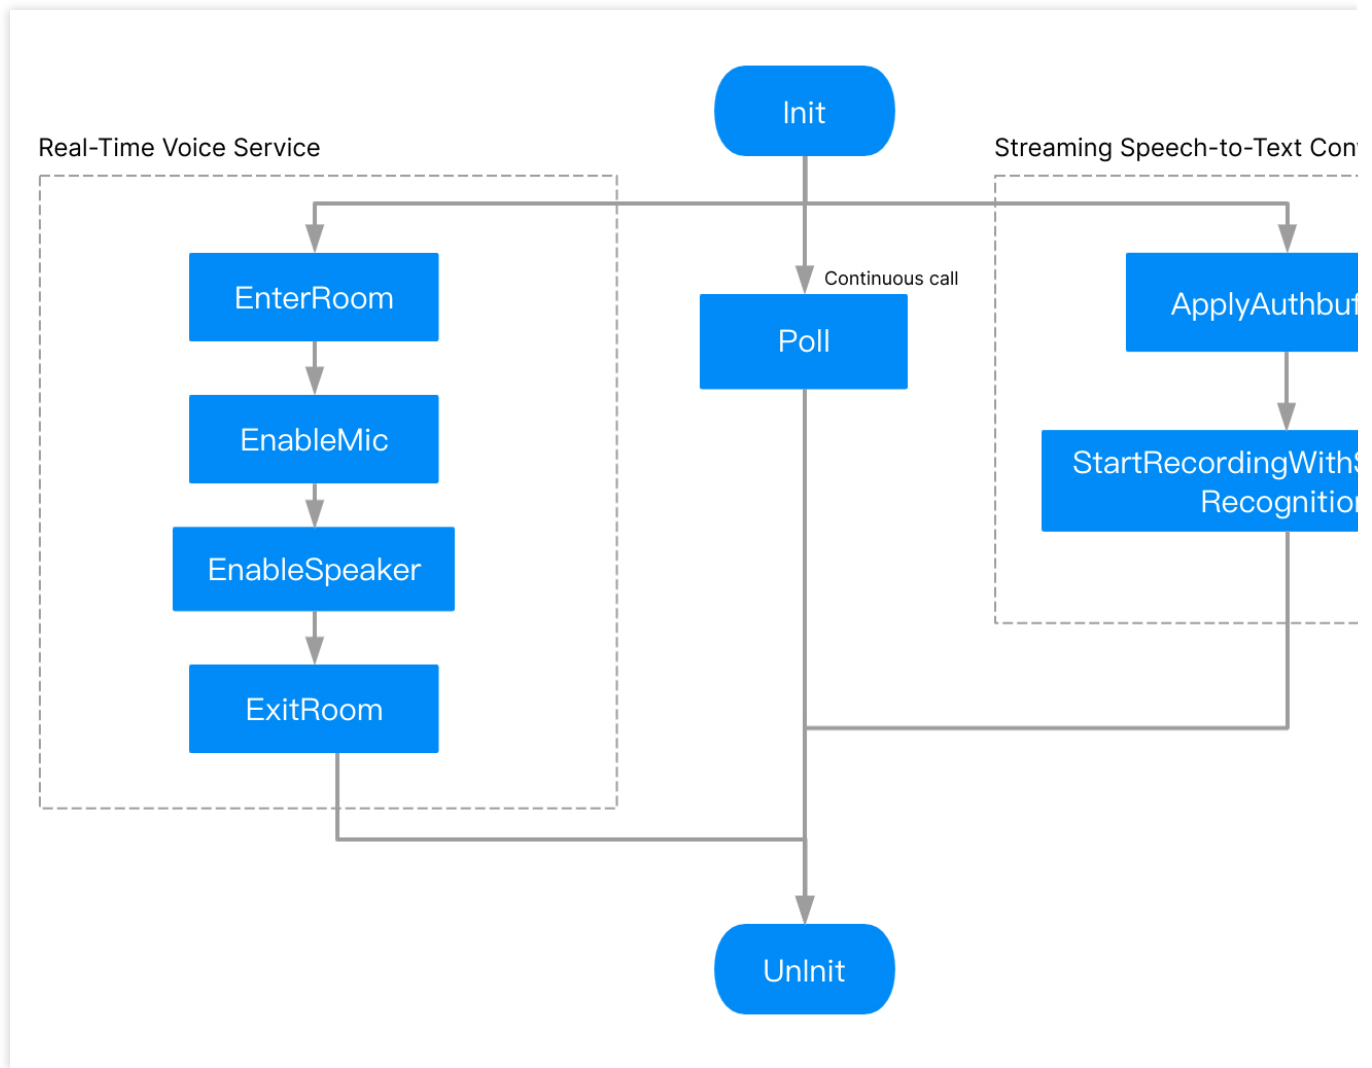 Init
Real-Time Voice Service
Streaming Speech-to-Text
EnterRoom
Continuous call
Poll
EnableMic
EnableSpeaker
ExitRoom
UnInit